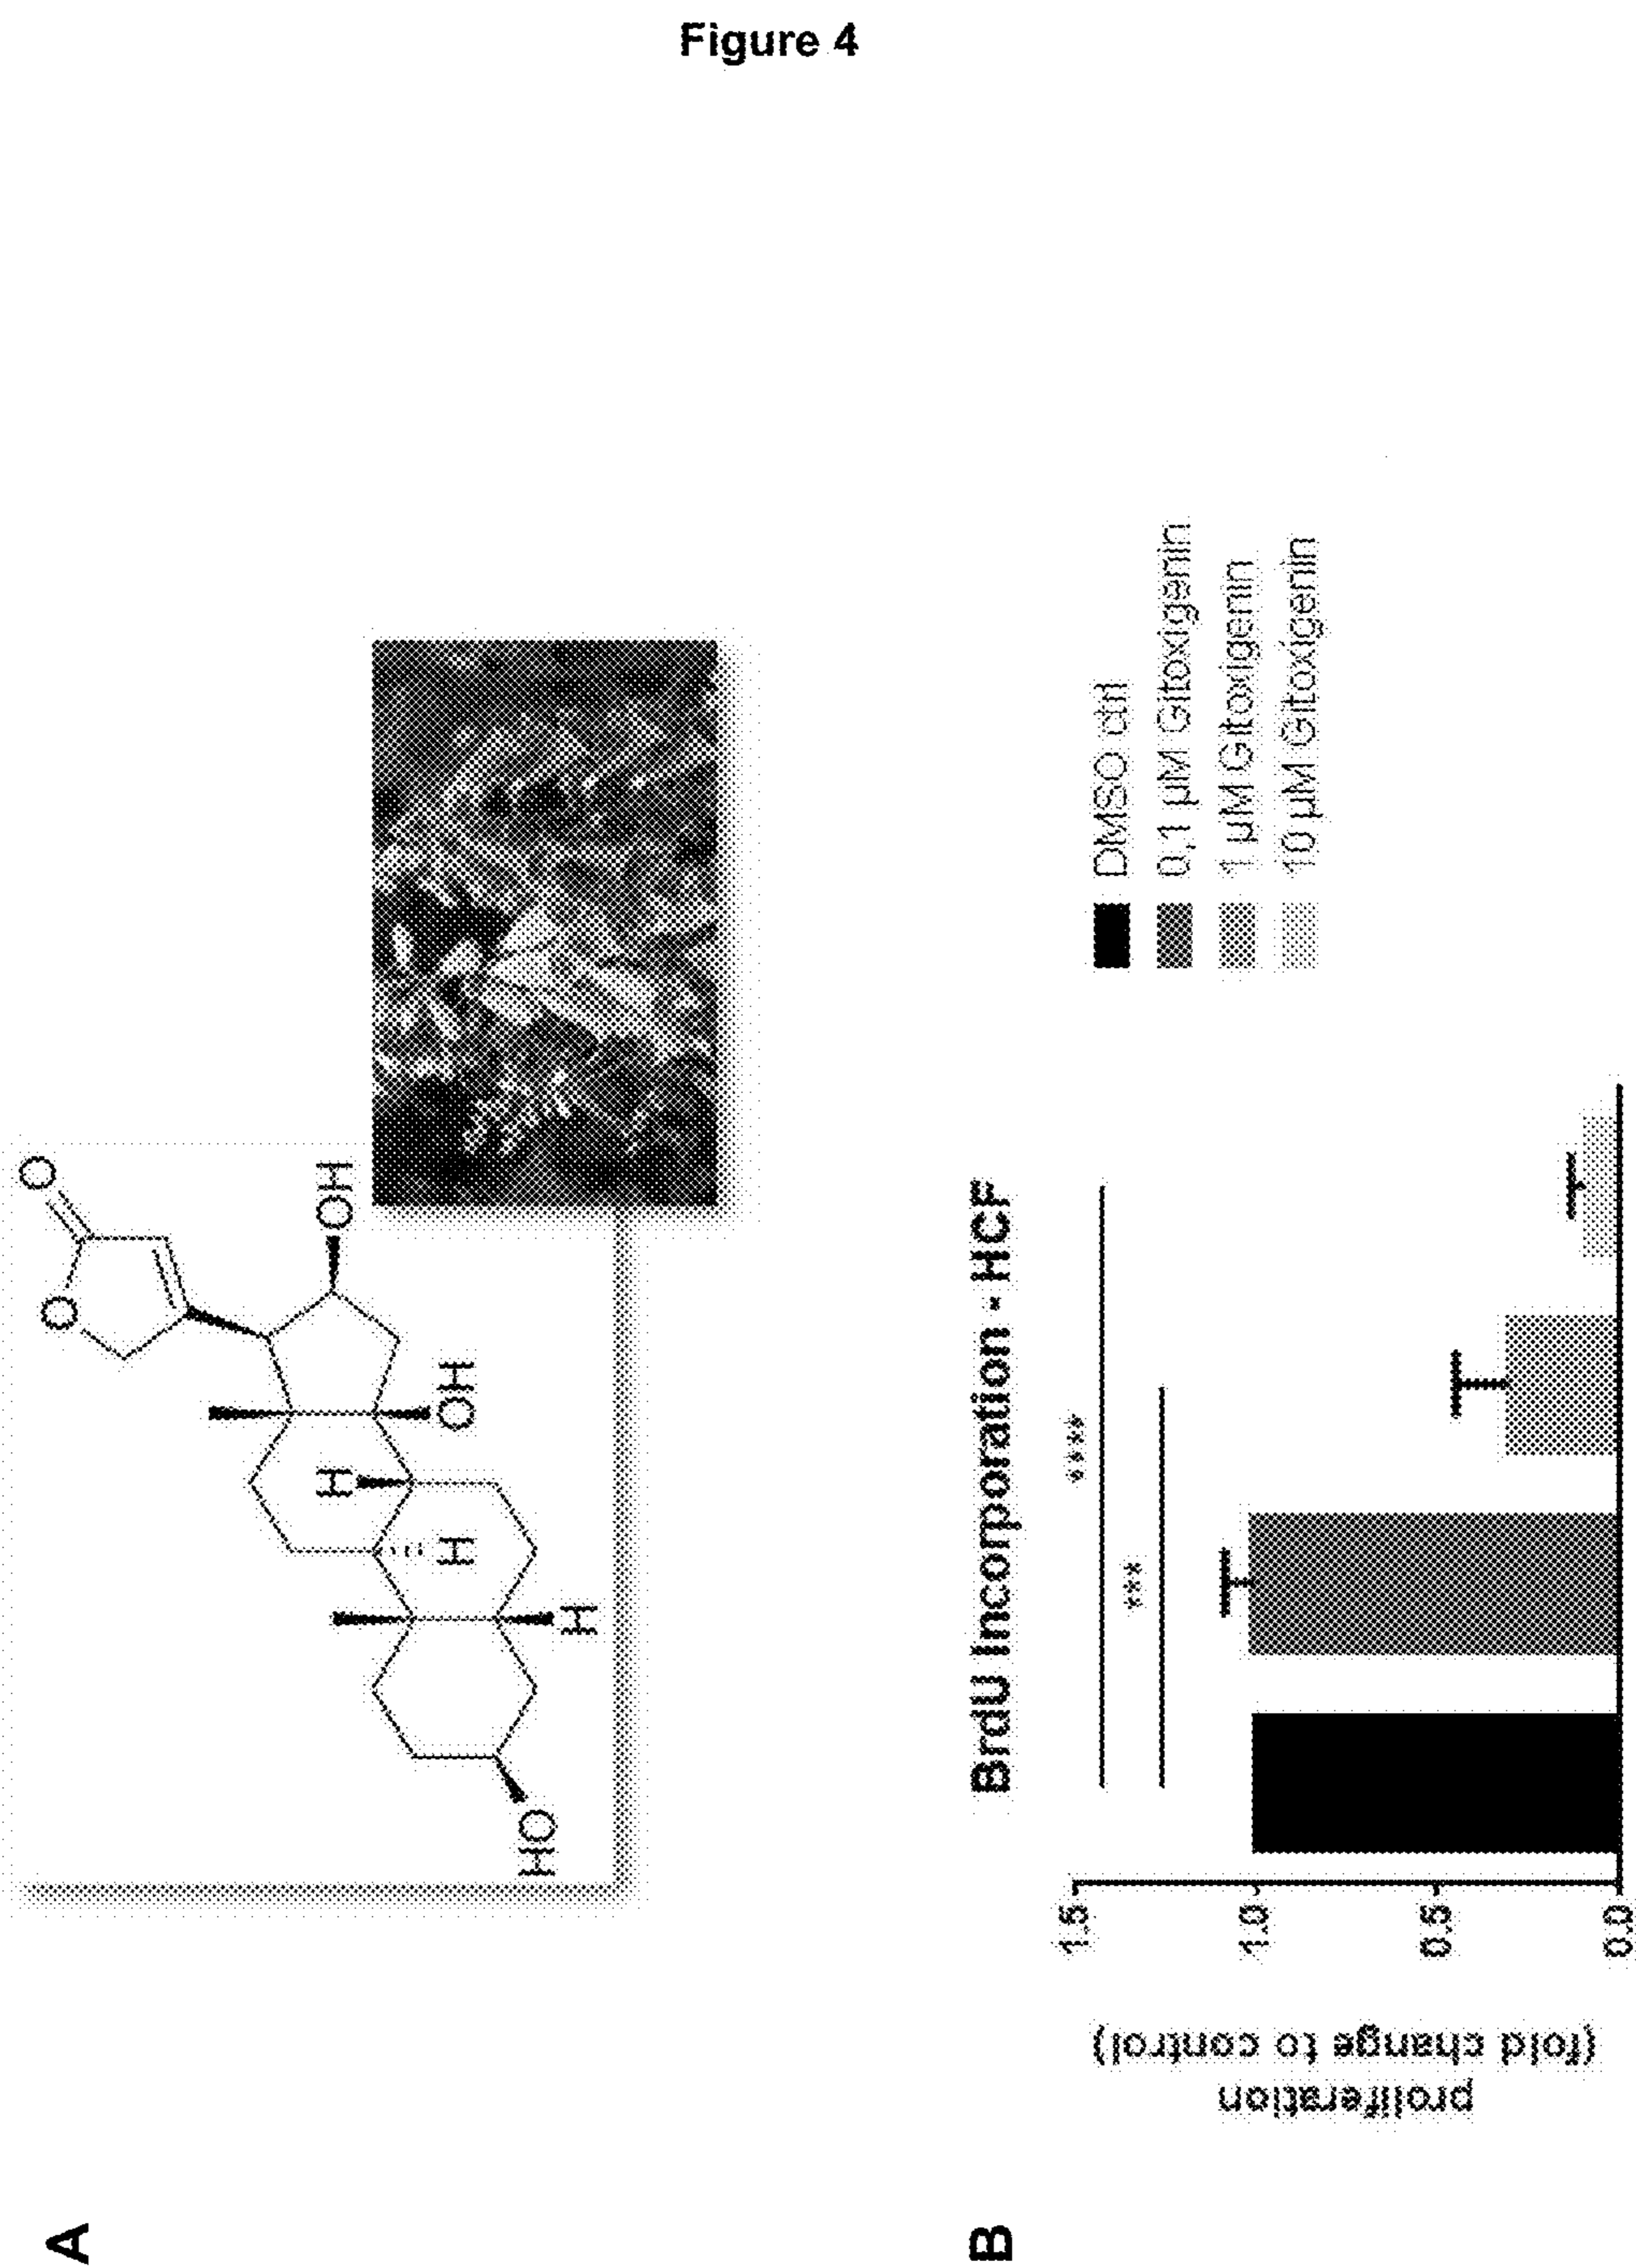 Figure 4
A
O
O
OH
OH
H
H
H
HO
B
BrdU Incorporation - HCF
****
***
proliferation
(fold change to control)
1.5
1.0
0.5
0.0
DMSO ctrl
0,1 µM Gitoxigenin
1 µM Gitoxigenin
10 µM Gitoxigenin